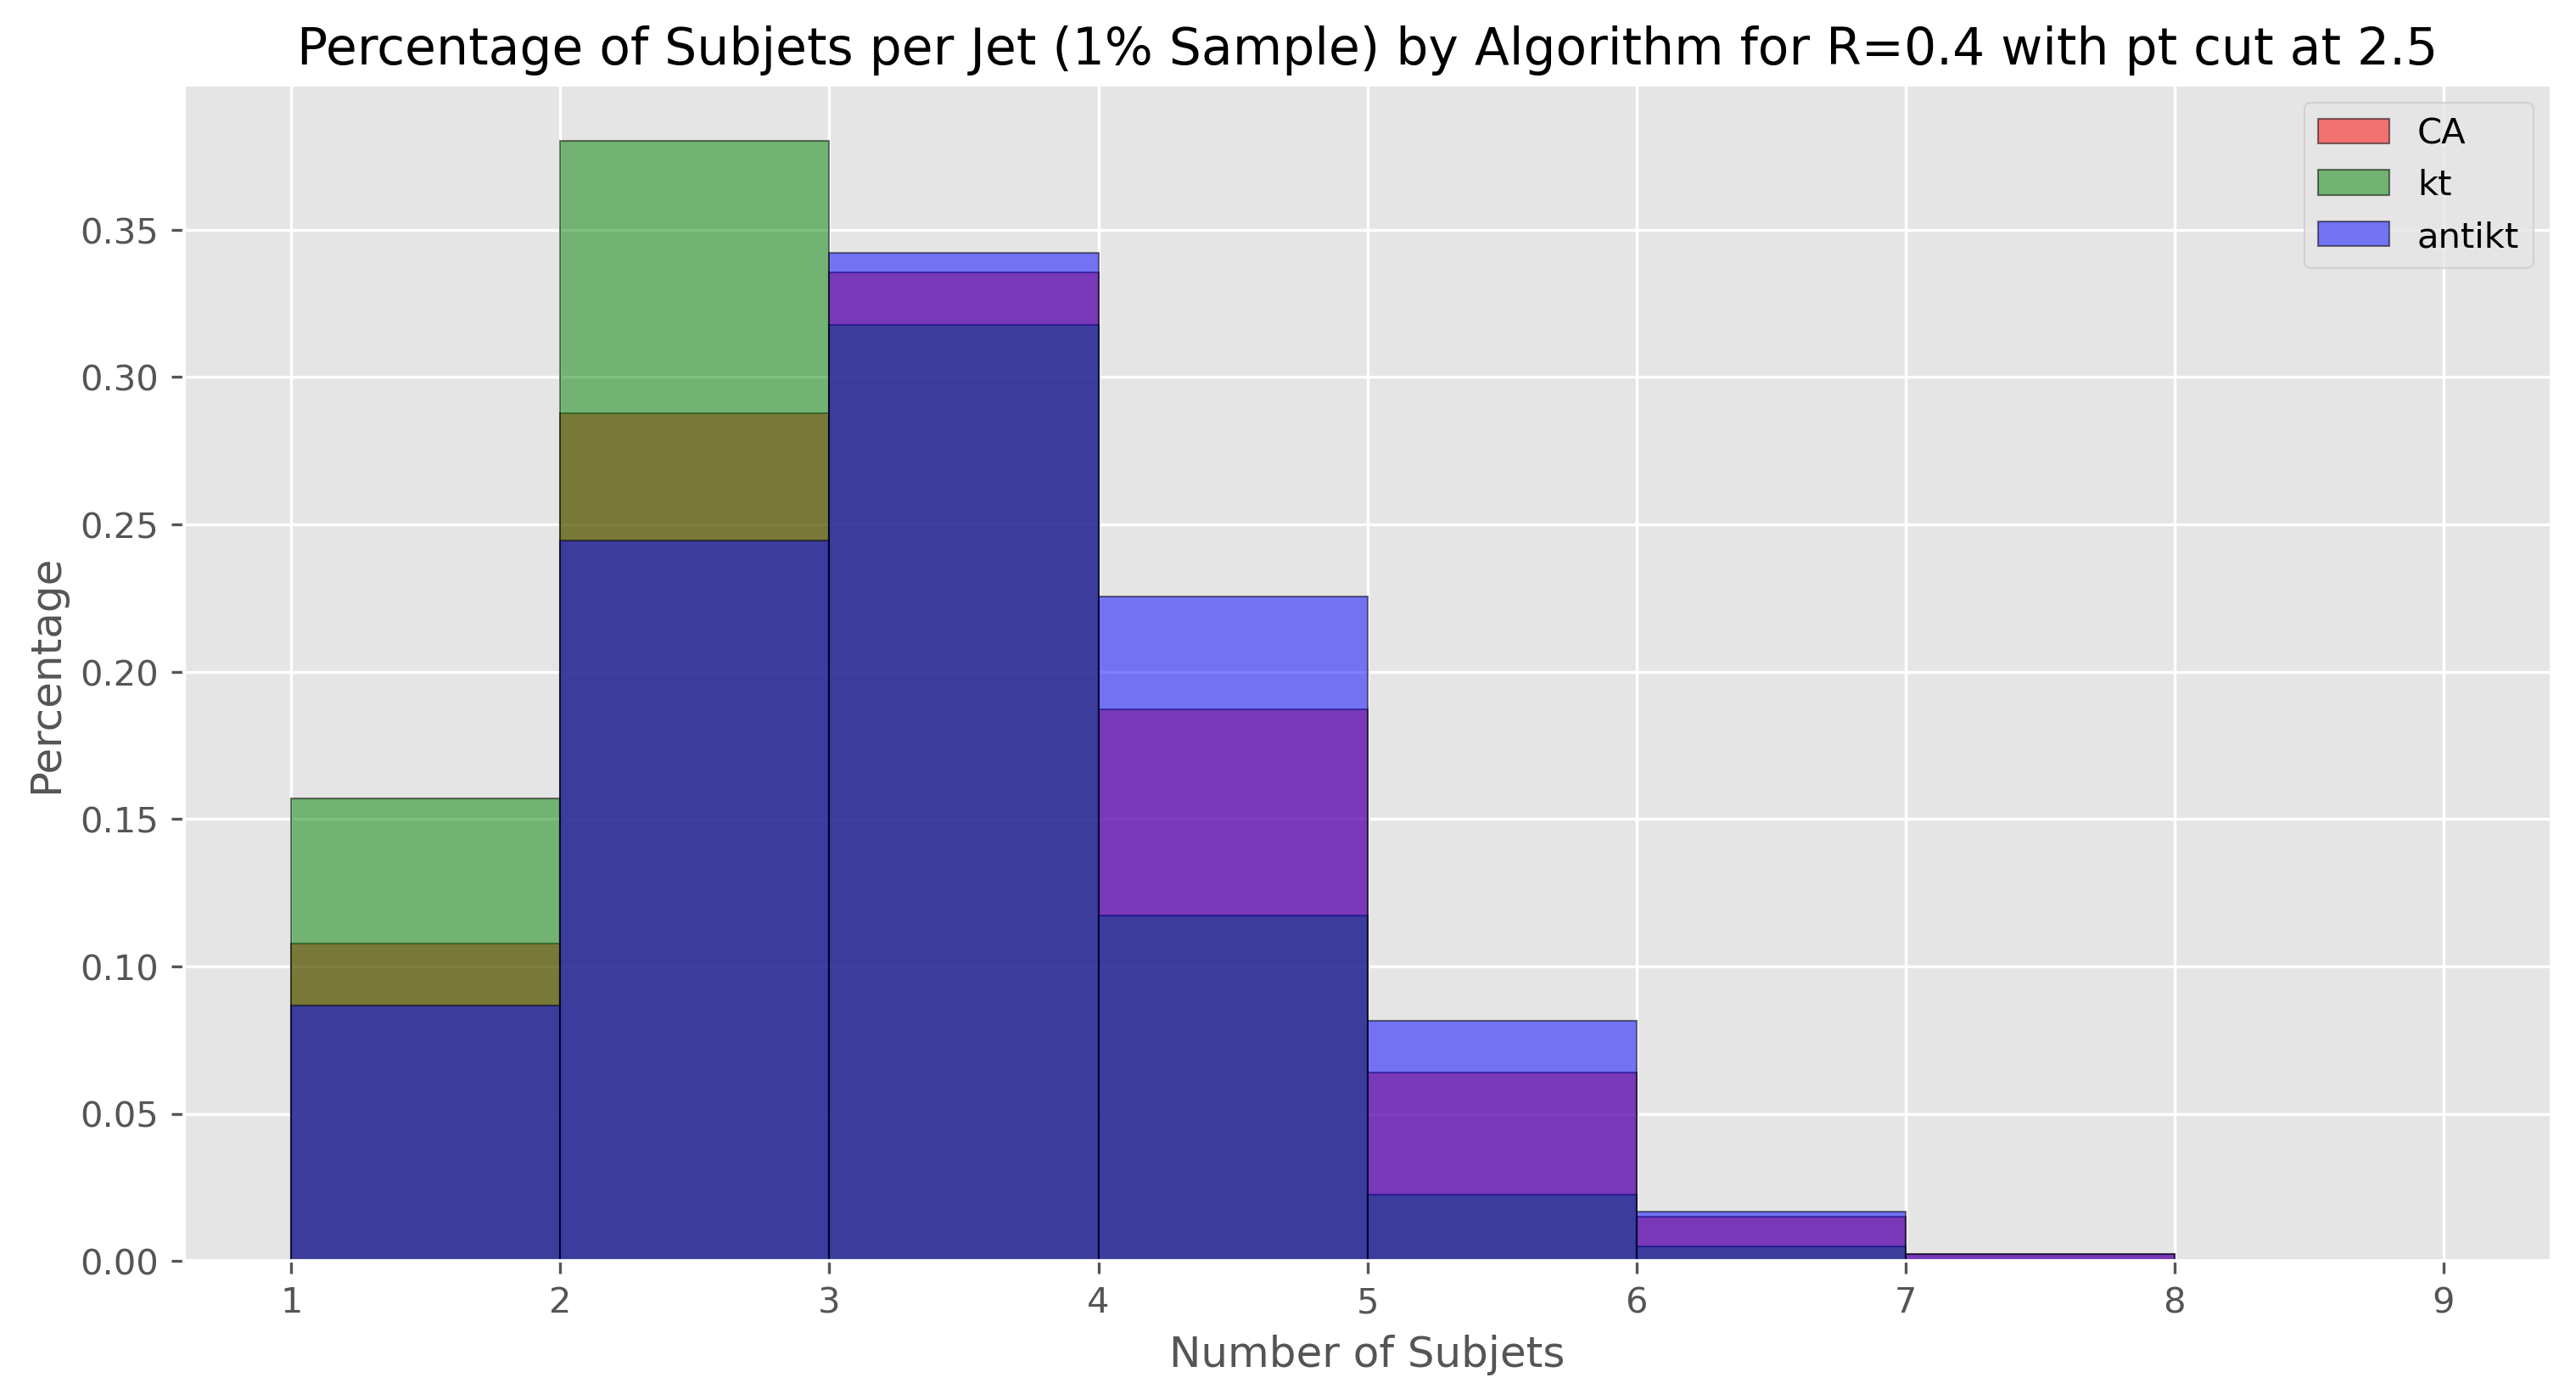 Percentage of Subjets per Jet (1% Sample) by Algorithm for R=0.4 with pt cut at 2.5
CA
kt
antikt
Percentage
0.35
0.30
0.25
0.20
0.15
0.10
0.05
0.00
1 2 3 4 5 6 7 8 9
Number of Subjets